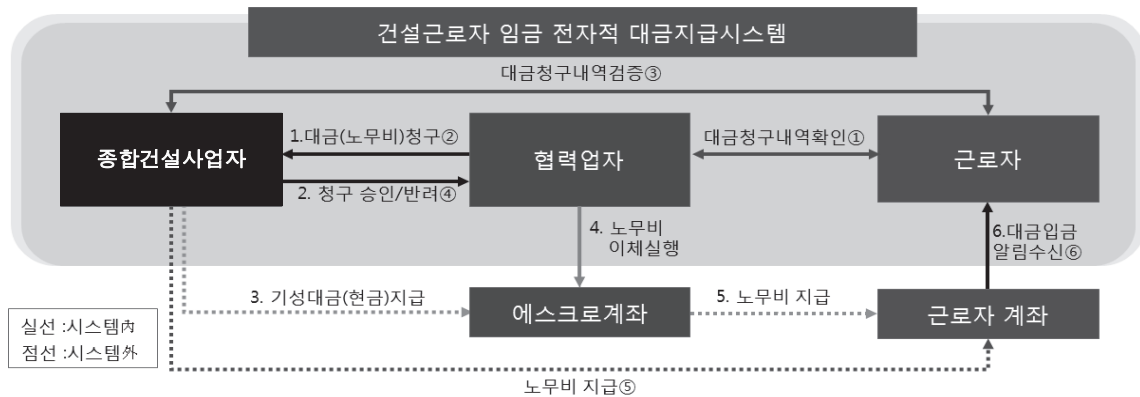 건설근로자 임금 전자적 대금지급시스템
대금청구내역검증③
종합건설사업자
1.대금(노무비)청구②
2. 청구 승인/반려④
협력업자
대금청구내역확인①
근로자
4. 노무비
이체실행
6.대금입금
알림수신⑥
3. 기성대금(현금)지급
에스크로계좌
5. 노무비 지급
근로자 계좌
실선 :시스템內
점선 :시스템外
노무비 지급⑤